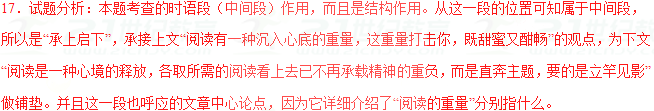 17．试题分析：本题考查的时语段（中间段）作用，而且是结构作用。从这一段的位置可知属于中间段，
所以是“承上启下”，承接上文“阅读有一种沉入心底的重量，这重量打击你，既甜蜜又酣畅”的观点，为下文
“阅读是一种心境的释放，各取所需的阅读看上去已不再承载精神的重负，而是直奔主题，要的是立竿见影”
做铺垫。并且这一段也呼应的文章中心论点，因为它详细介绍了“阅读的重量”分别指什么。